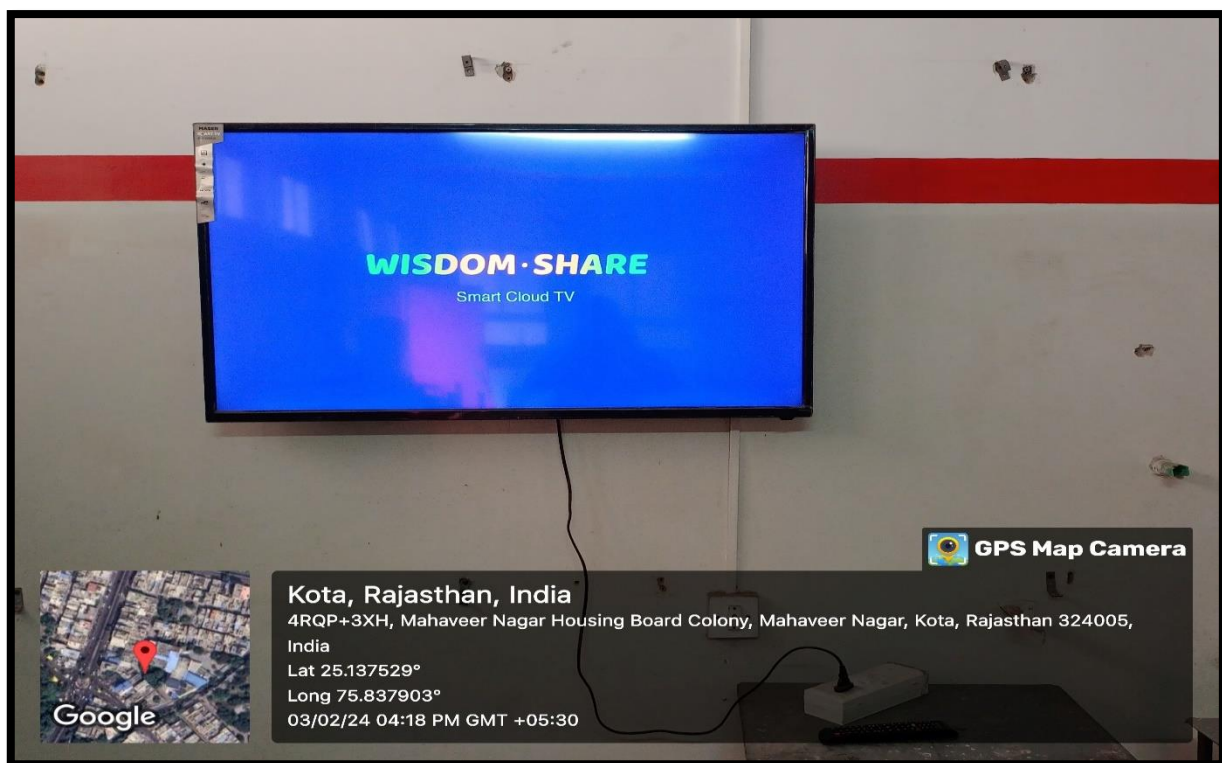 WISDOM·SHARE
Smart Cloud TV
GPS Map Camera
Kota, Rajasthan, India
4RQP+3XH, Mahaveer Nagar Housing Board Colony, Mahaveer Nagar, Kota, Rajasthan 324005,
India
Lat 25.137529°
Long 75.837903°
03/02/24 04:18 PM GMT +05:30
Google